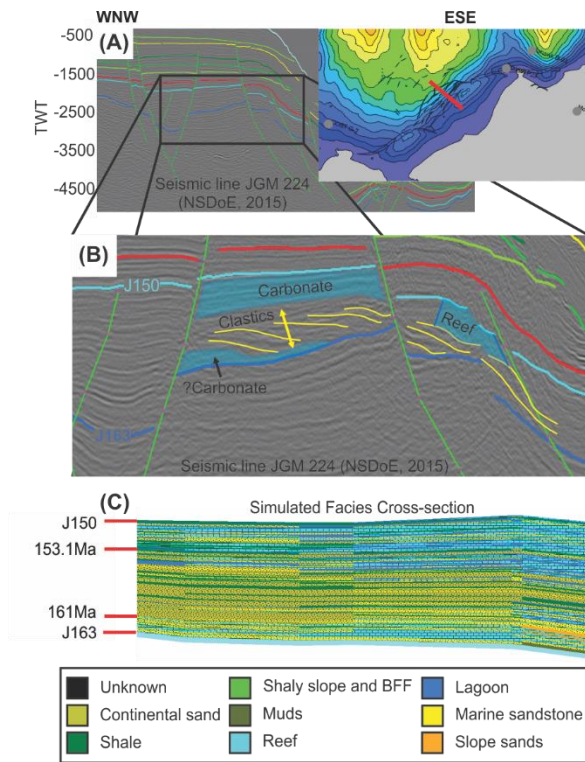 WNW
ESE
(A)
-500
-1500
-2500
-3500
-4500
TWT
Seismic line JGM 224
(NSDoE, 2015)
(B)
J150
Carbonate
Clastics
Reef
?Carbonate
J163
Seismic line JGM 224 (NSDoE, 2015)
(C)
Simulated Facies Cross-section
J150
153.1Ma
161Ma
J163
Unknown
Shaly slope and BFF
Lagoon
Continental sand
Muds
Marine sandstone
Shale
Reef
Slope sands